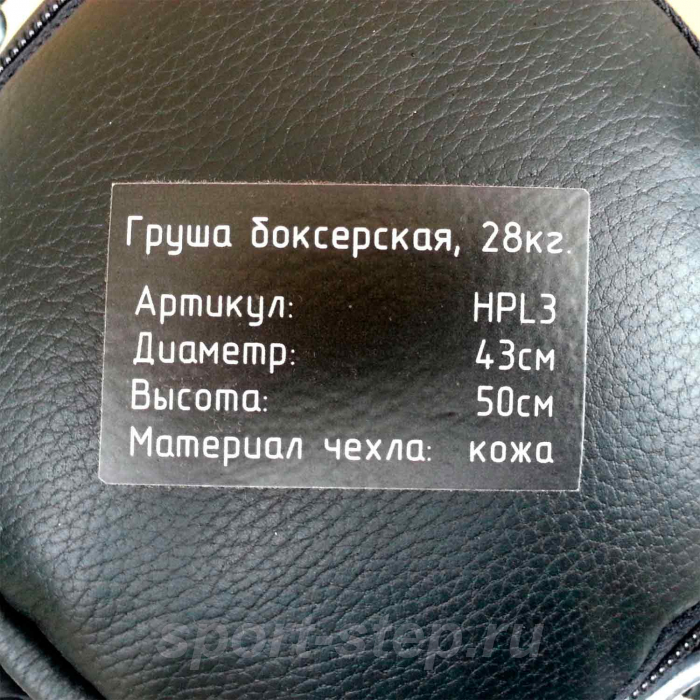 Груша боксерская, 28кг.
Артикул: HPL3
Диаметр: 43см
Высота: 50см
Материал чехла: кожа
sport-step.ru